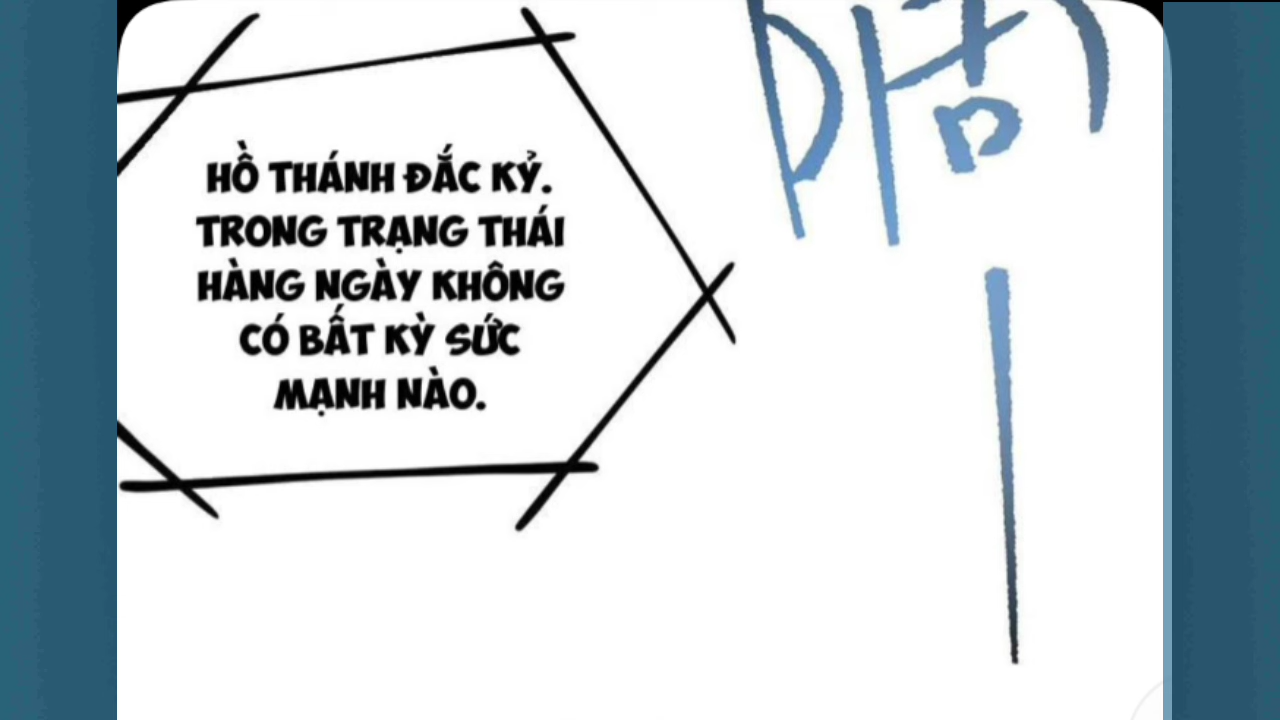 HỒ THÁNH ĐẮC KỶ.
TRONG TRẠNG THÁI
HÀNG NGÀY KHÔNG
CÓ BẤT KỲ SỨC
MẠNH NÀO.